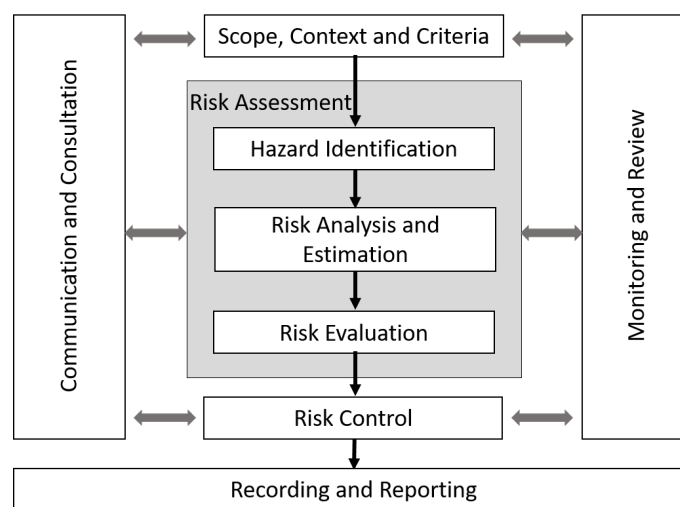 Scope, Context and Criteria
Communication and Consultation
Risk Assessment
Hazard Identification
Risk Analysis and
Estimation
Risk Evaluation
Monitoring and Review
Risk Control
Recording and Reporting